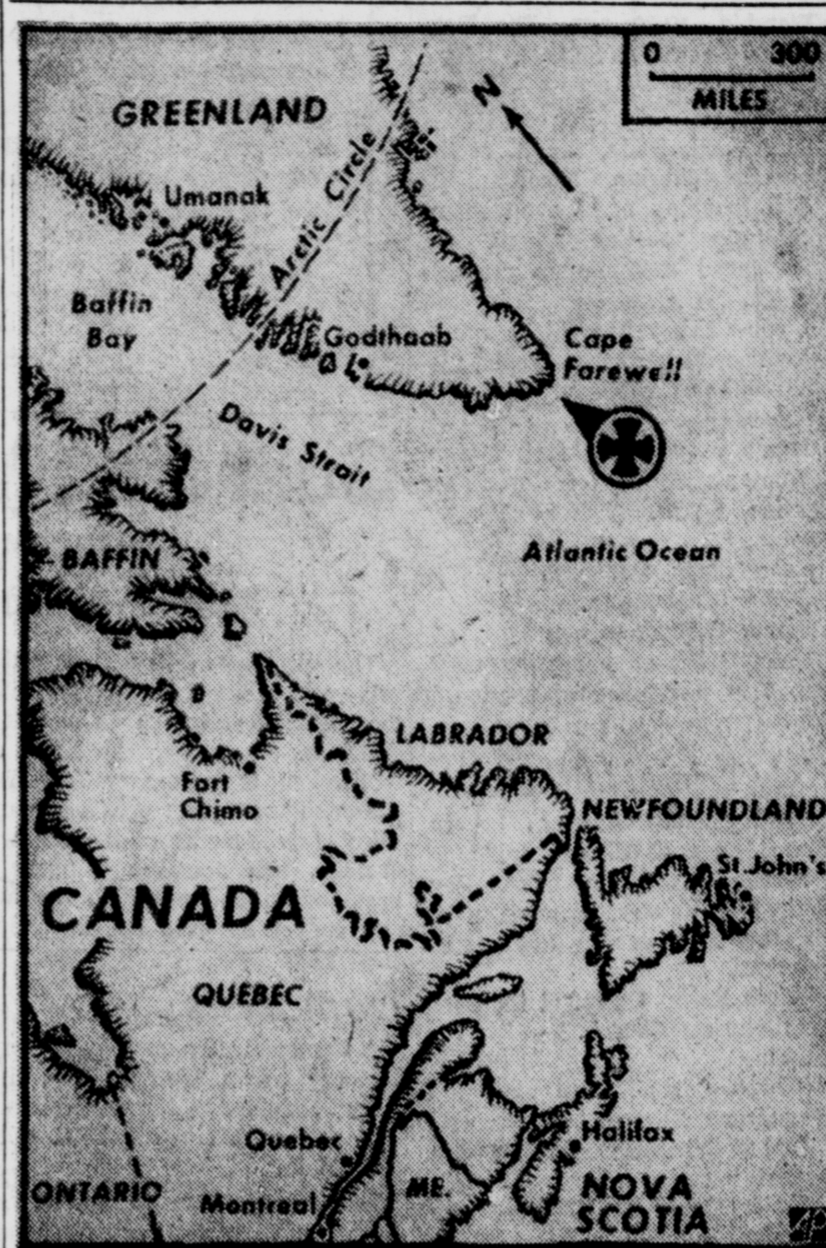 0 300
MILES
N
GREENLAND
Arctic Circle
Umanak
Baffin
Bay
Godthaab
Cape
Farewell
Davis Strait
Atlantic Ocean
BAFFIN
LABRADOR
Fort
Chimo
NEWFOUNDLAND
St. John's
CANADA
QUEBEC
Quebec
Halifax
ONTARIO
Montreal
ME.
NOVA
SCOTIA